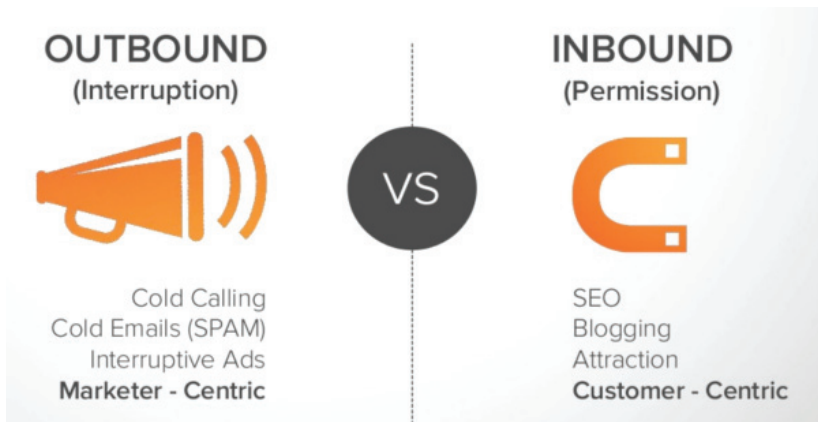 OUTBOUND
(Interruption)
Cold Calling
Cold Emails (SPAM)
Interruptive Ads
Marketer - Centric
VS
INBOUND
(Permission)
SEO
Blogging
Attraction
Customer - Centric